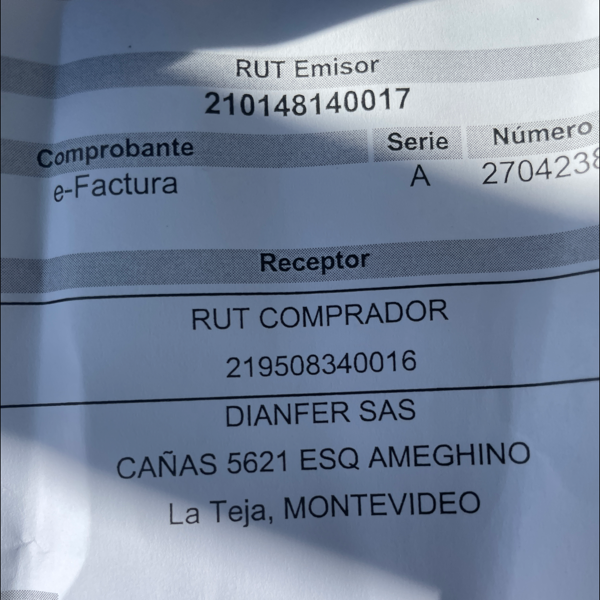 RUT Emisor
210148140017
Comprobante Serie Número
e-Factura A 2704238
Receptor
RUT COMPRADOR
219508340016
DIANFER SAS
CAÑAS 5621 ESQ AMEGHINO
La Teja, MONTEVIDEO